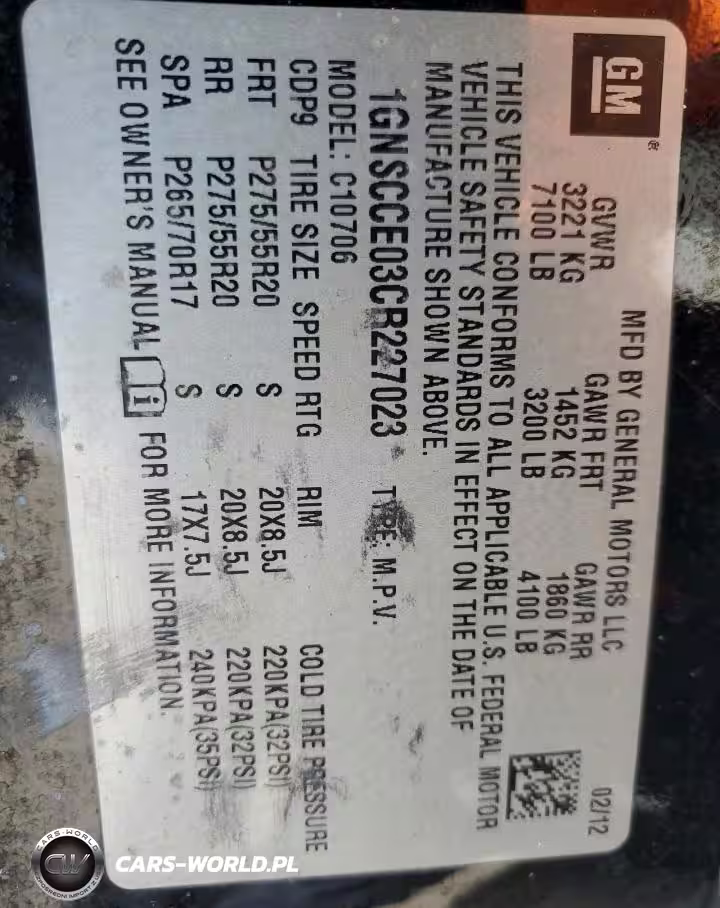 GM
MFD BY GENERAL MOTORS LLC 02/12
GVWR GAWR FRT GAWR RR
3221 KG 1452 KG 1860 KG
7100 LB 3200 LB 4100 LB
THIS VEHICLE CONFORMS TO ALL APPLICABLE U.S. FEDERAL MOTOR
VEHICLE SAFETY STANDARDS IN EFFECT ON THE DATE OF
MANUFACTURE SHOWN ABOVE.
1GNSCCE03CR227023 TYPE: M.P.V.
MODEL: C10706
CDP9 TIRE SIZE SPEED RTG RIM COLD TIRE PRESSURE
FRT P275/55R20 S 20X8.5J 220KPA(32PSI)
RR P275/55R20 S 20X8.5J 220KPA(32PSI)
SPA P265/70R17 S 17X7.5J 240KPA(35PSI)
SEE OWNER'S MANUAL i FOR MORE INFORMATION.
CARS-WORLD
CW
CARS-WORLD.PL